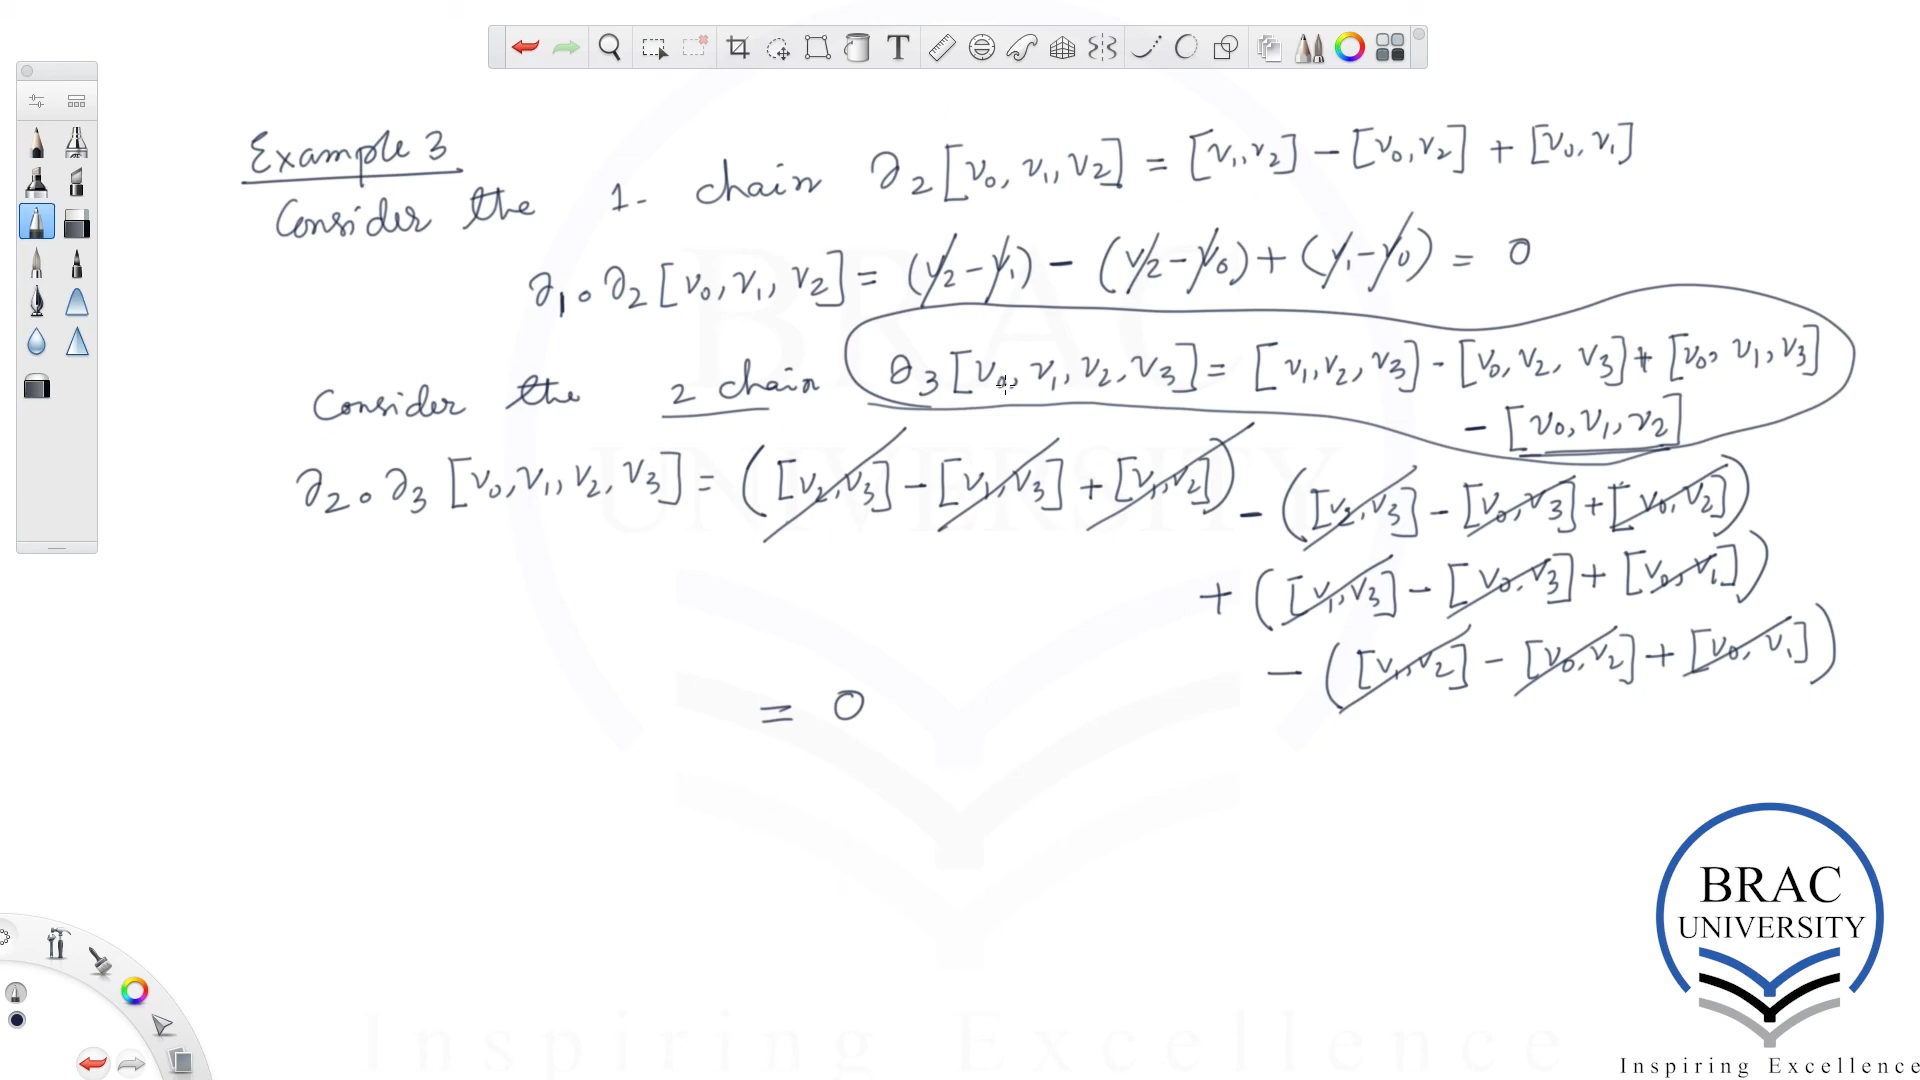 Example 3
Consider the 1- chain ∂₂[v₀, v₁, v₂] = [v₁, v₂] − [v₀, v₂] + [v₀, v₁]
∂₁∘∂₂[v₀, v₁, v₂] = (v₂ − v₁) − (v₂ − v₀) + (v₁ − v₀) = 0
Consider the 2 chain ∂₃[v₀, v₁, v₂, v₃] = [v₁, v₂, v₃] − [v₀, v₂, v₃] + [v₀, v₁, v₃]
− [v₀, v₁, v₂]
∂₂∘∂₃[v₀, v₁, v₂, v₃] = ([v₂, v₃] − [v₁, v₃] + [v₁, v₂]) − ([v₂, v₃] − [v₀, v₃] + [v₀, v₂])
+ ([v₁, v₃] − [v₀, v₃] + [v₀, v₁])
− ([v₁, v₂] − [v₀, v₂] + [v₀, v₁])
= 0
BRAC
UNIVERSITY
Inspiring Excellence
BRAC
UNIVERSITY
Inspiring Excellence